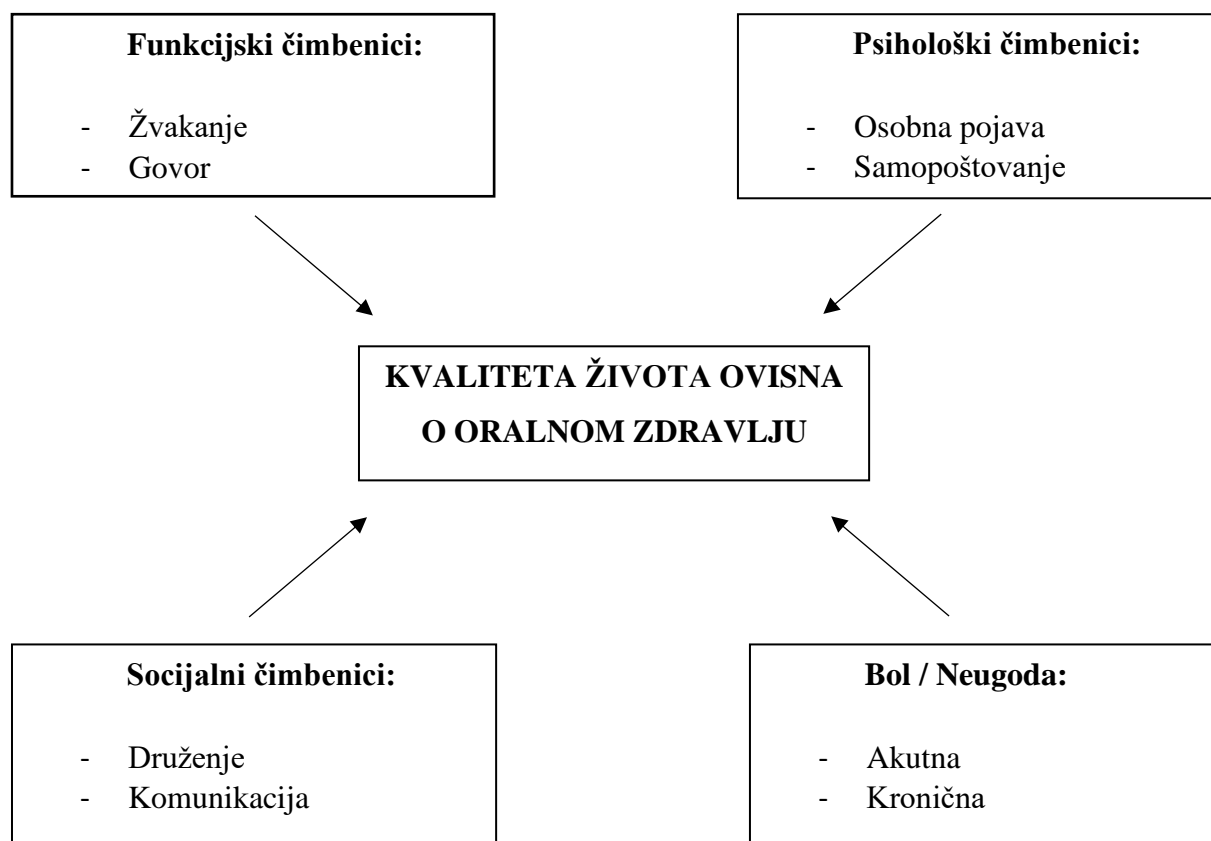 Funkcijski čimbenici:
- Žvakanje
- Govor
Psihološki čimbenici:
- Osobna pojava
- Samopoštovanje
KVALITETA ŽIVOTA OVISNA
O ORALNOM ZDRAVLJU
Socijalni čimbenici:
- Druženje
- Komunikacija
Bol / Neugoda:
- Akutna
- Kronična